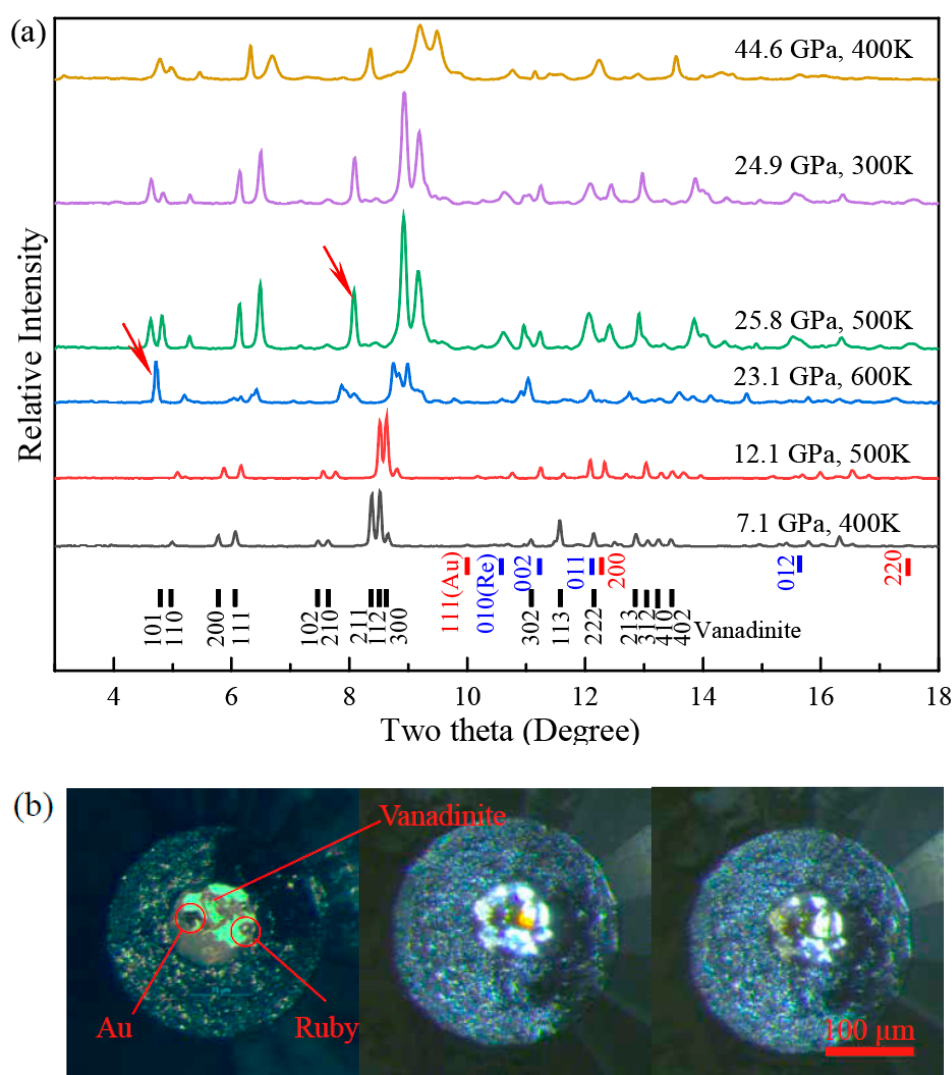 (a)
44.6 GPa, 400K
24.9 GPa, 300K
25.8 GPa, 500K
23.1 GPa, 600K
12.1 GPa, 500K
7.1 GPa, 400K
Relative Intensity
111(Au)
010(Re)
002
011
200
012
220
101
110
200
111
102
210
211
112
300
302
113
222
213
312
410
402
Vanadinite
4 6 8 10 12 14 16 18
Two theta (Degree)
(b)
Vanadinite
Au
Ruby
100 μm